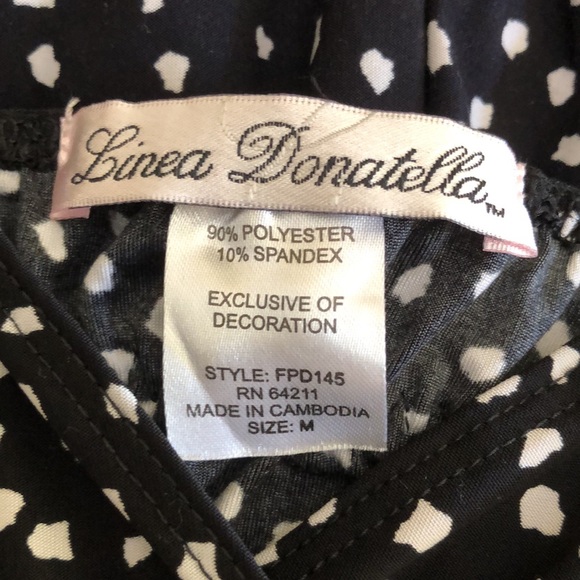 Linea Donatella™
90% POLYESTER
10% SPANDEX
EXCLUSIVE OF
DECORATION
STYLE: FPD145
RN 64211
MADE IN CAMBODIA
SIZE: M